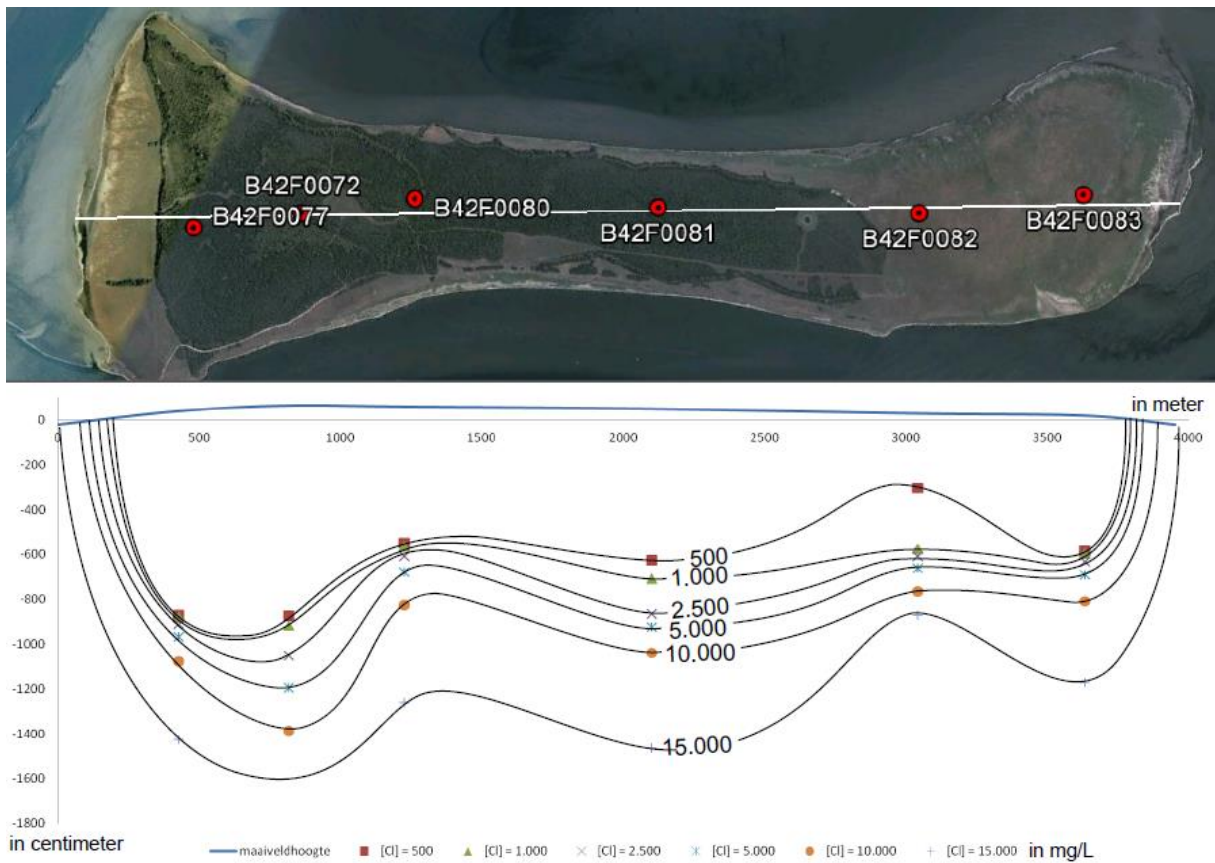 B42F0072
B42F0077
B42F0080
B42F0081
B42F0082
B42F0083
in meter
0
0 500 1000 1500 2000 2500 3000 3500 4000
-200
-400
-600
-800
-1000
-1200
-1400
-1600
-1800
500
1.000
2.500
5.000
10.000
15.000
in centimeter
maaiveldhoogte [Cl] = 500 [Cl] = 1.000 [Cl] = 2.500 [Cl] = 5.000 [Cl] = 10.000 [Cl] = 15.000 in mg/L